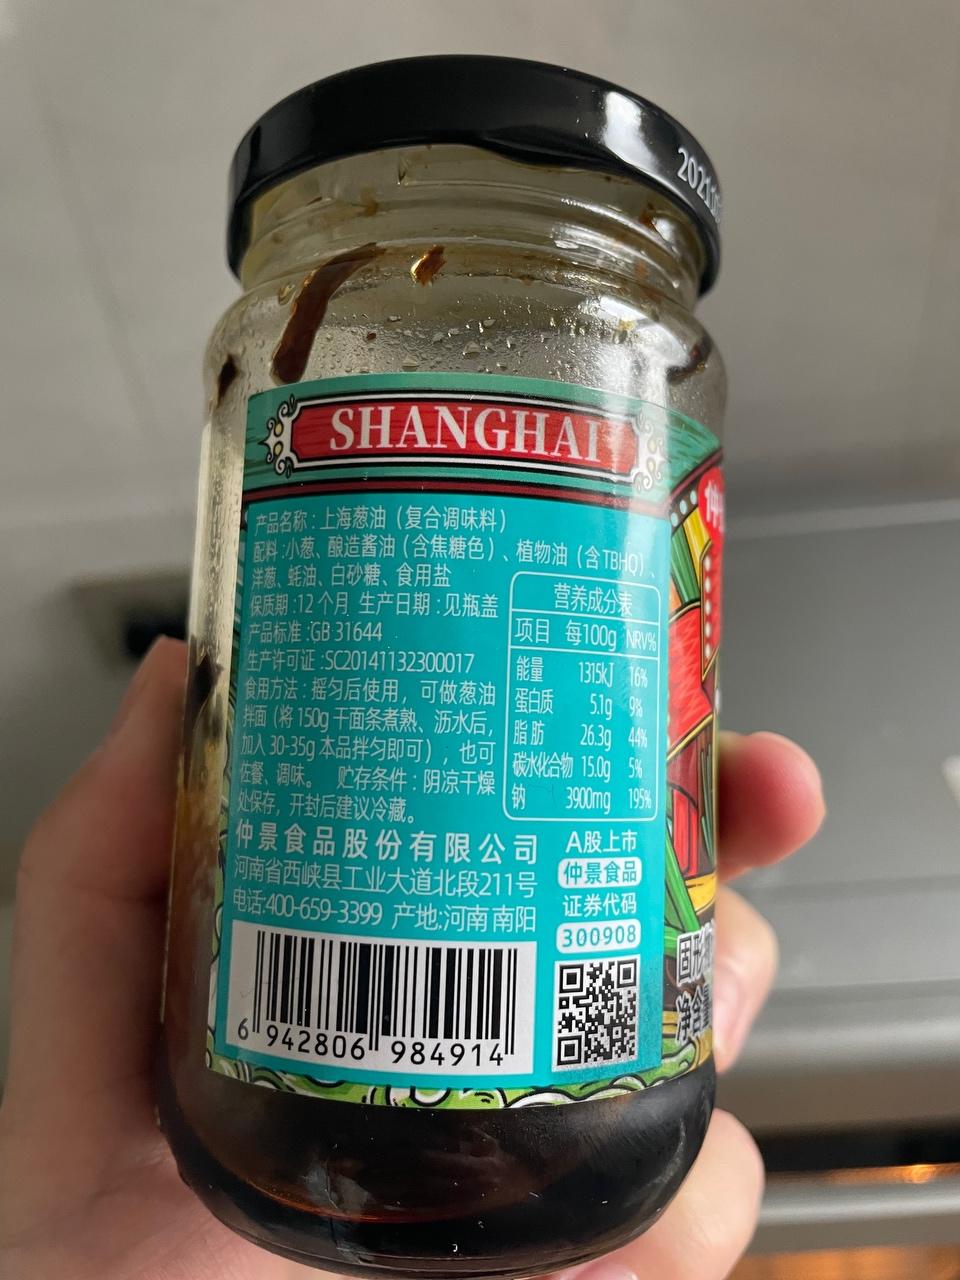 SHANGHAI
产品名称：上海葱油（复合调味料）
配料：小葱、酿造酱油（含焦糖色）、植物油（含TBHQ）、
洋葱、蚝油、白砂糖、食用盐
保质期：12个月 生产日期：见瓶盖
产品标准：GB 31644
生产许可证：SC20141132300017
食用方法：摇匀后使用，可做葱油
拌面（将150g干面条煮熟、沥水后，
加入30-35g本品拌匀即可），也可
佐餐、调味。 贮存条件：阴凉干燥
处保存，开封后建议冷藏。
营养成分表
项目 每100g NRV%
能量 1315kJ 16%
蛋白质 5.1g 9%
脂肪 26.3g 44%
碳水化合物 15.0g 5%
钠 3900mg 195%
仲景食品股份有限公司
河南省西峡县工业大道北段211号
电话:400-659-3399 产地:河南南阳
A股上市
仲景食品
证券代码
300908
6 942806 984914
固形物
净含量